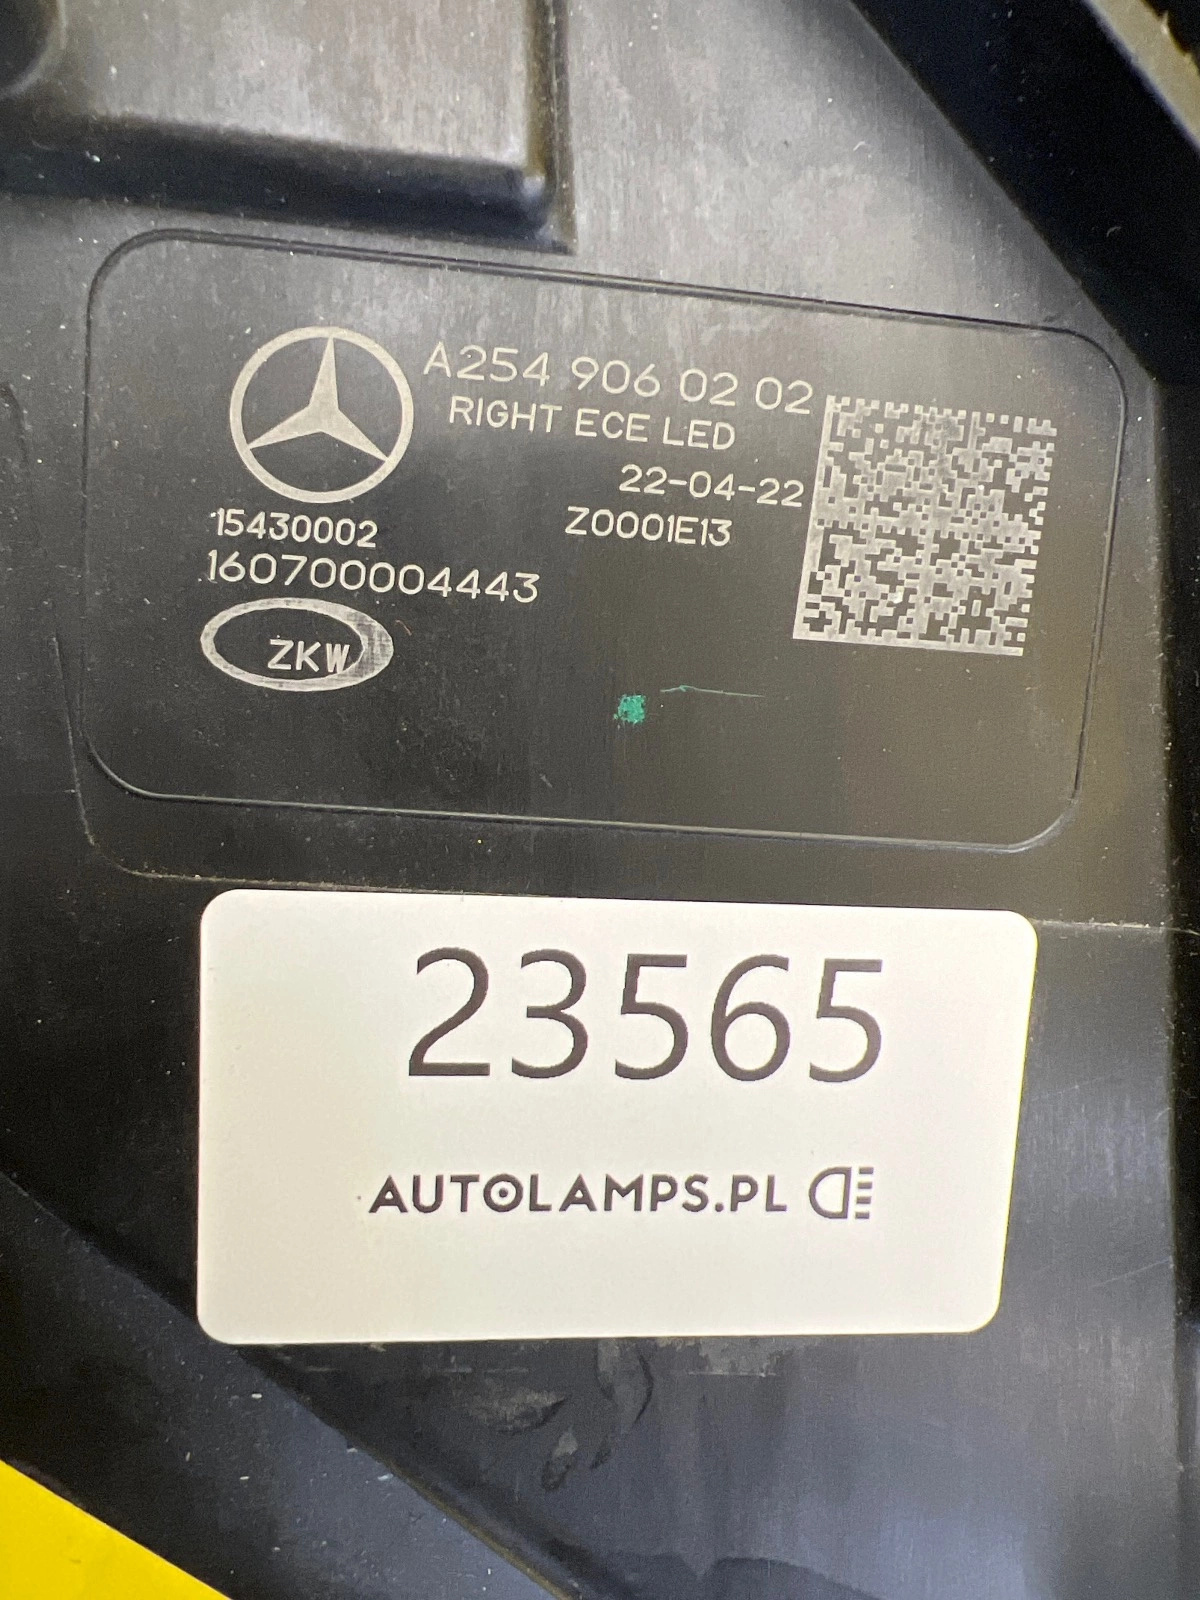 A254 906 02 02
RIGHT ECE LED
22-04-22
15430002
Z0001E13
160700004443
ZKW
23565
AUTOLAMPS.PL